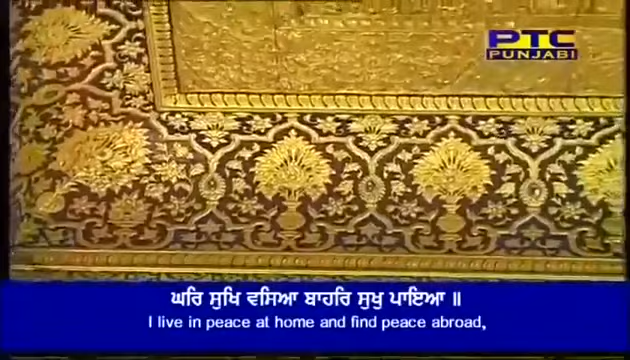 PTC
PUNJABI
ਘਰਿ ਸੁਖਿ ਵਸਿਆ ਬਾਹਰਿ ਸੁਖੁ ਪਾਇਆ ॥
I live in peace at home and find peace abroad,